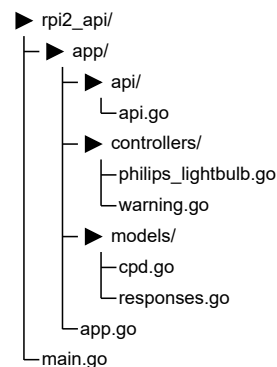 rpi2_api/
app/
api/
api.go
controllers/
philips_lightbulb.go
warning.go
models/
cpd.go
responses.go
app.go
main.go